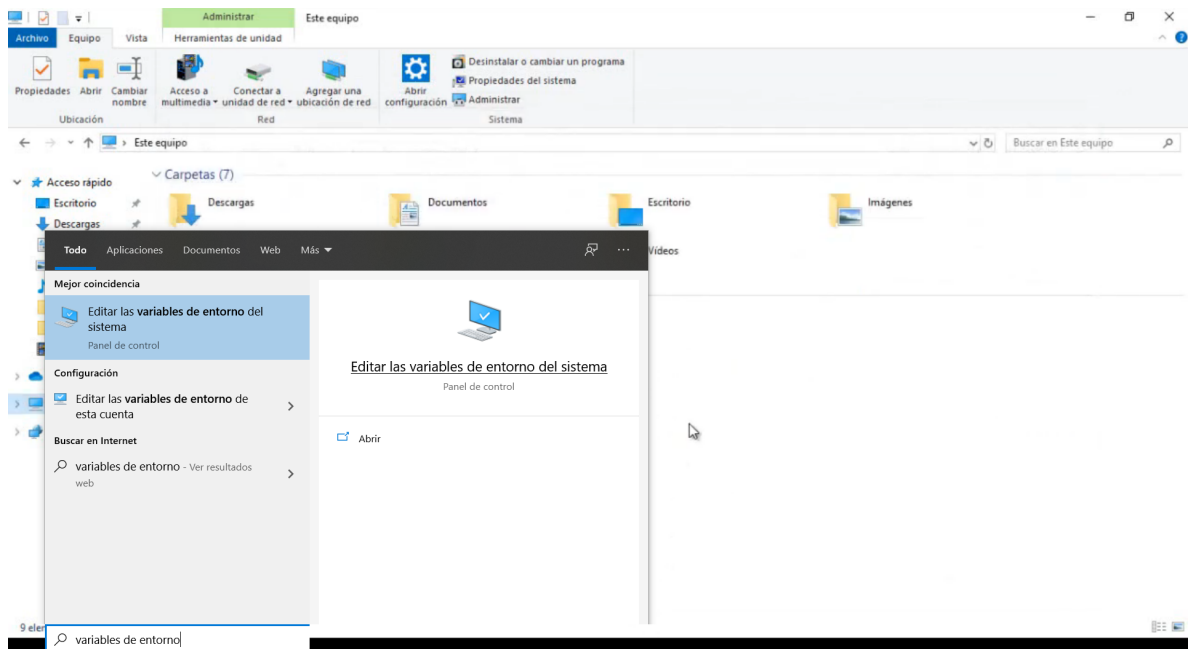 Administrar
Este equipo
Archivo
Equipo
Vista
Herramientas de unidad
Propiedades
Abrir
Cambiar
nombre
Acceso a
multimedia
Conectar a
unidad de red
Agregar una
ubicación de red
Abrir
configuración
Desinstalar o cambiar un programa
Propiedades del sistema
Administrar
Ubicación
Red
Sistema
Este equipo
Buscar en Este equipo
Acceso rápido
Escritorio
Descargas
Carpetas (7)
Descargas
Documentos
Escritorio
Imágenes
Vídeos
Todo
Aplicaciones
Documentos
Web
Más
Mejor coincidencia
Editar las variables de entorno del
sistema
Panel de control
Configuración
Editar las variables de entorno de
esta cuenta
Buscar en Internet
variables de entorno - Ver resultados
web
Editar las variables de entorno del sistema
Panel de control
Abrir
9 eler
variables de entorno